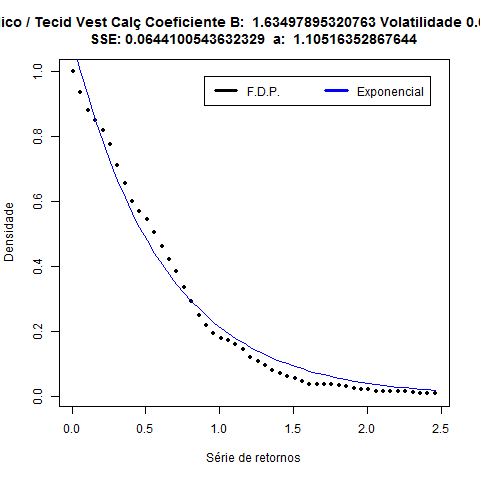 / Tecid Vest Calç Coeficiente B: 1.63497895320763 Volatilidade
SSE: 0.0644100543632329 a: 1.10516352867644
F.D.P. Exponencial
Densidade
1.0
0.8
0.6
0.4
0.2
0.0
0.0 0.5 1.0 1.5 2.0 2.5
Série de retornos